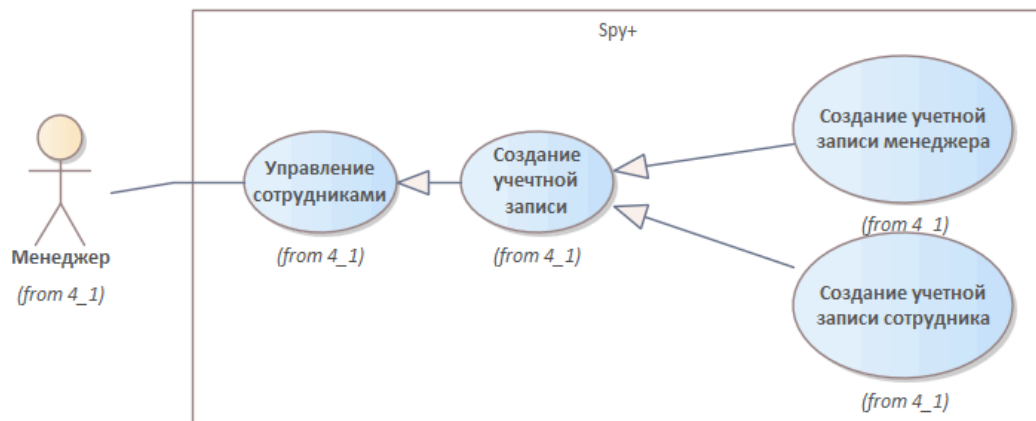 Spy+
Менеджер
(from 4_1)
Управление
сотрудниками
(from 4_1)
Создание
учечтной
записи
(from 4_1)
Создание учетной
записи менеджера
(from 4_1)
Создание учетной
записи сотрудника
(from 4_1)